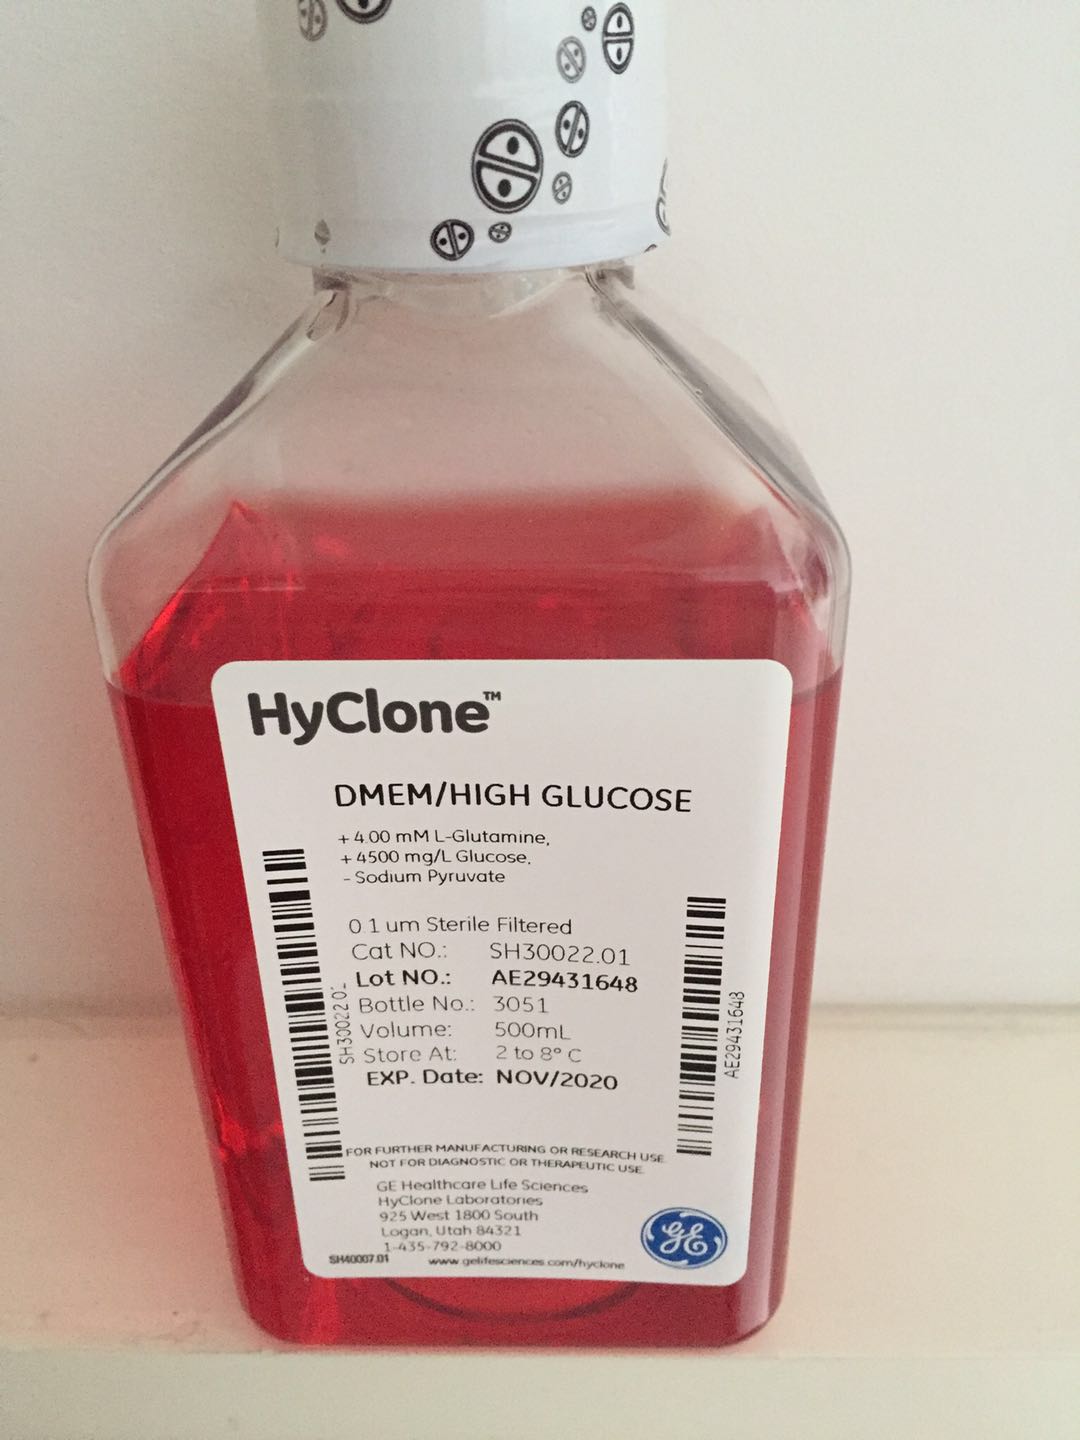 HyClone™
DMEM/HIGH GLUCOSE
+ 4.00 mM L-Glutamine,
+ 4500 mg/L Glucose,
- Sodium Pyruvate
0.1 um Sterile Filtered
Cat NO.: SH30022.01
Lot NO.: AE29431648
Bottle No.: 3051
Volume: 500mL
Store At: 2 to 8° C
EXP. Date: NOV/2020
SH30022.01
AE29431648
FOR FURTHER MANUFACTURING OR RESEARCH USE
NOT FOR DIAGNOSTIC OR THERAPEUTIC USE
GE Healthcare Life Sciences
HyClone Laboratories
925 West 1800 South
Logan, Utah 84321
1-435-792-8000
SH40007.01 www.gelifesciences.com/hyclone
GE